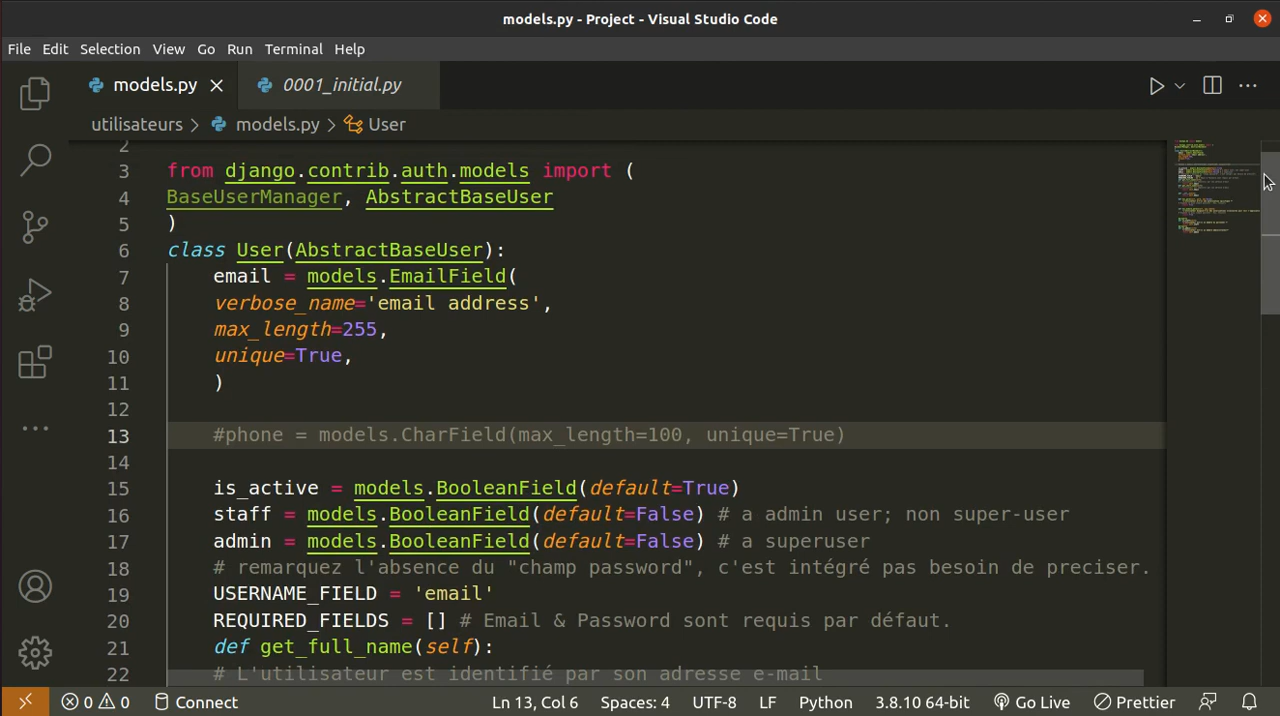 models.py - Project - Visual Studio Code
File Edit Selection View Go Run Terminal Help
models.py 0001_initial.py
utilisateurs > models.py > User
2
3 from django.contrib.auth.models import (
4 BaseUserManager, AbstractBaseUser
5 )
6 class User(AbstractBaseUser):
7 email = models.EmailField(
8 verbose_name='email address',
9 max_length=255,
10 unique=True,
11 )
12
13 #phone = models.CharField(max_length=100, unique=True)
14
15 is_active = models.BooleanField(default=True)
16 staff = models.BooleanField(default=False) # a admin user; non super-user
17 admin = models.BooleanField(default=False) # a superuser
18 # remarquez l'absence du "champ password", c'est intégré pas besoin de preciser.
19 USERNAME_FIELD = 'email'
20 REQUIRED_FIELDS = [] # Email & Password sont requis par défaut.
21 def get_full_name(self):
22 # L'utilisateur est identifié par son adresse e-mail
0 0 Connect Ln 13, Col 6 Spaces: 4 UTF-8 LF Python 3.8.10 64-bit Go Live Prettier